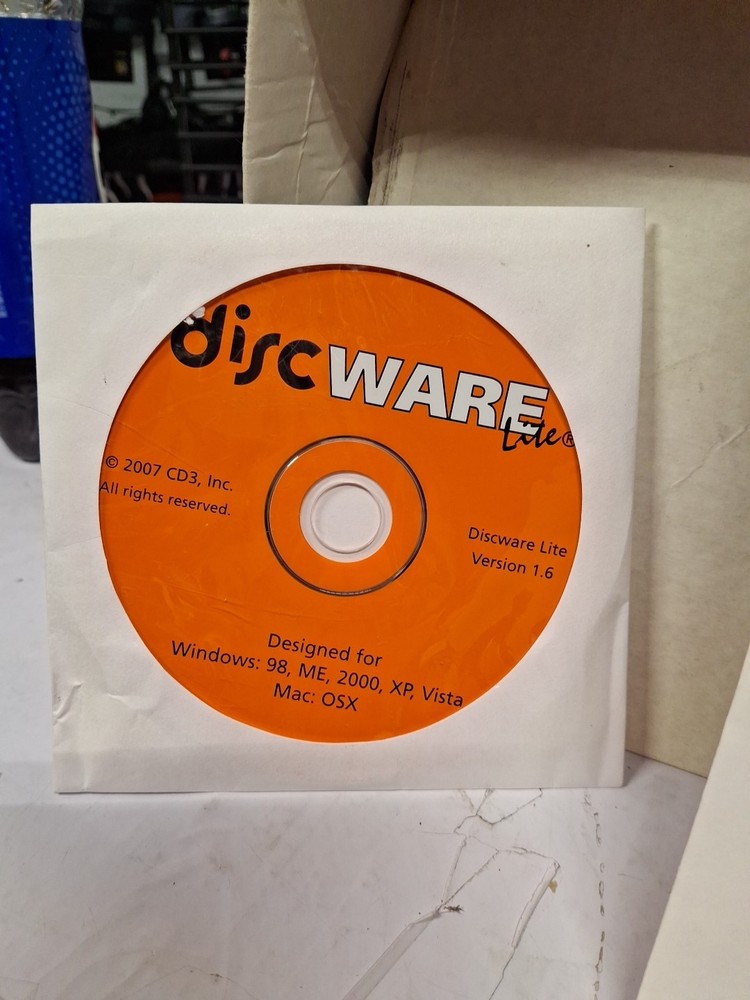 discWARE
Lite®
© 2007 CD3, Inc.
All rights reserved.
Discware Lite
Version 1.6
Designed for
Windows: 98, ME, 2000, XP, Vista
Mac: OSX